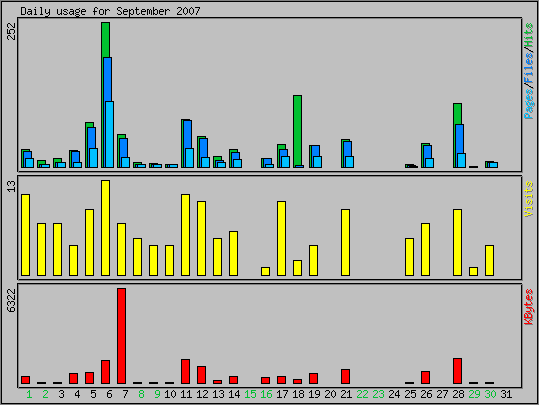 Daily usage for September 2007
252
Pages/Files/Hits
13
Visits
6322
KBytes
1 2 3 4 5 6 7 8 9 10 11 12 13 14 15 16 17 18 19 20 21 22 23 24 25 26 27 28 29 30 31